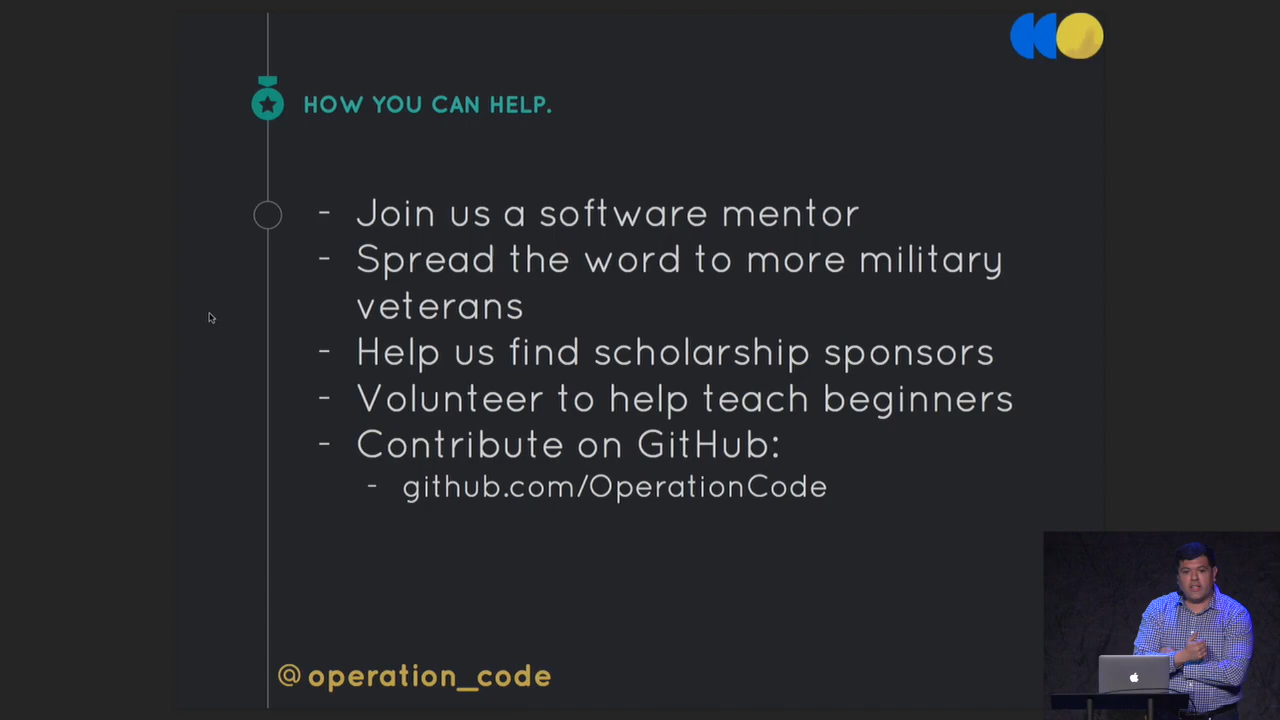 HOW YOU CAN HELP.
- Join us a software mentor
- Spread the word to more military
veterans
- Help us find scholarship sponsors
- Volunteer to help teach beginners
- Contribute on GitHub:
- github.com/OperationCode
@operation_code